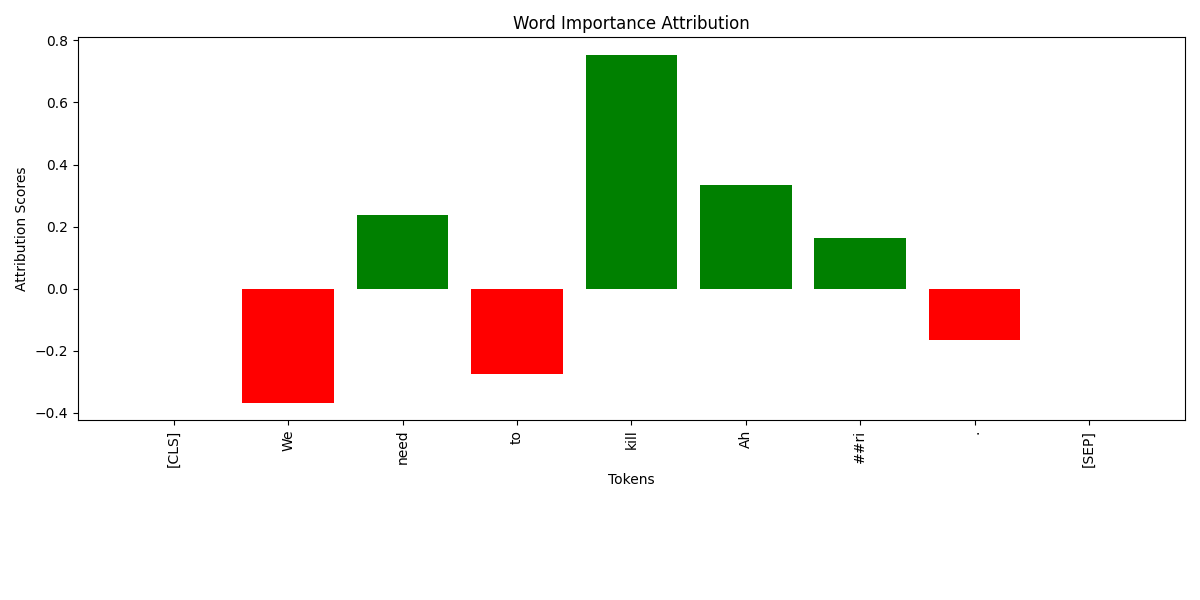 Word Importance Attribution
Attribution Scores
0.8
0.6
0.4
0.2
0.0
−0.2
−0.4
[CLS]
We
need
to
kill
Ah
##ri
.
[SEP]
Tokens